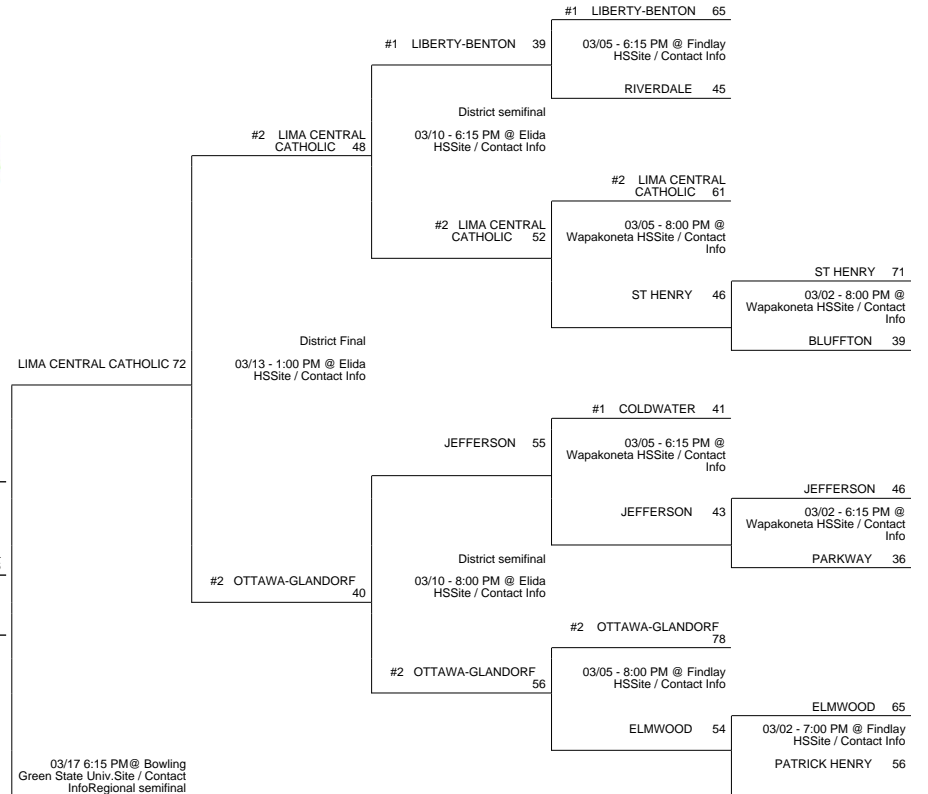 #1 LIBERTY-BENTON 65
03/05 - 6:15 PM @ Findlay
HSSite / Contact Info
RIVERDALE 45
#1 LIBERTY-BENTON 39
District semifinal
03/10 - 6:15 PM @ Elida
HSSite / Contact Info
#2 LIMA CENTRAL
CATHOLIC 48
#2 LIMA CENTRAL
CATHOLIC 61
03/05 - 8:00 PM @
Wapakoneta HSSite / Contact
Info
#2 LIMA CENTRAL
CATHOLIC 52
ST HENRY 46
ST HENRY 71
03/02 - 8:00 PM @
Wapakoneta HSSite / Contact
Info
BLUFFTON 39
District Final
03/13 - 1:00 PM @ Elida
HSSite / Contact Info
LIMA CENTRAL CATHOLIC 72
#1 COLDWATER 41
03/05 - 6:15 PM @
Wapakoneta HSSite / Contact
Info
JEFFERSON 55
JEFFERSON 43
JEFFERSON 46
03/02 - 6:15 PM @
Wapakoneta HSSite / Contact
Info
PARKWAY 36
District semifinal
03/10 - 8:00 PM @ Elida
HSSite / Contact Info
#2 OTTAWA-GLANDORF
40
#2 OTTAWA-GLANDORF
78
03/05 - 8:00 PM @ Findlay
HSSite / Contact Info
#2 OTTAWA-GLANDORF
56
ELMWOOD 54
ELMWOOD 65
03/02 - 7:00 PM @ Findlay
HSSite / Contact Info
PATRICK HENRY 56
03/17 6:15 PM@ Bowling
Green State Univ.Site / Contact
InfoRegional semifinal